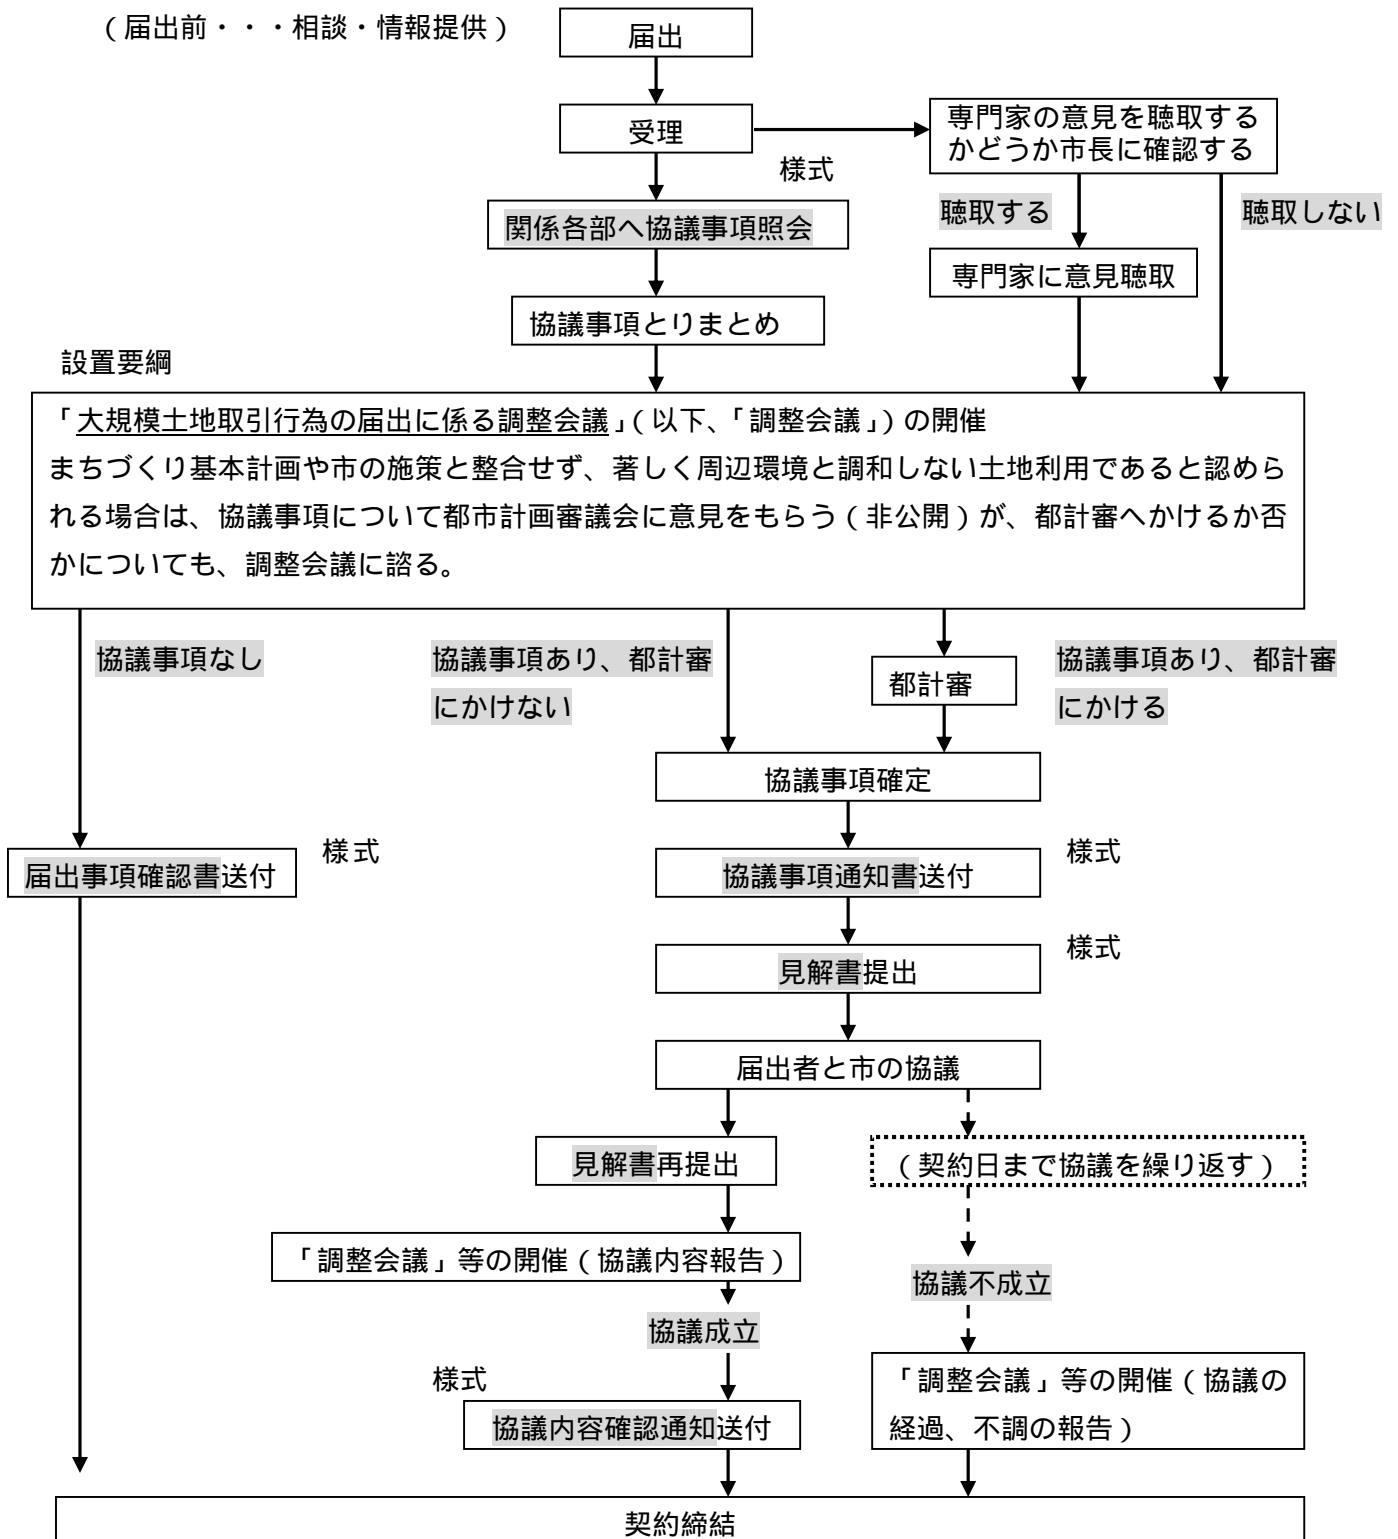 （届出前・・・相談・情報提供）
届出
受理
専門家の意見を聴取する
かどうか市長に確認する
様式
関係各部へ協議事項照会
聴取する
聴取しない
専門家に意見聴取
協議事項とりまとめ
設置要綱
「大規模土地取引行為の届出に係る調整会議」（以下、「調整会議」）の開催
まちづくり基本計画や市の施策と整合せず、著しく周辺環境と調和しない土地利用であると認めら
れる場合は、協議事項について都市計画審議会に意見をもらう（非公開）が、都計審へかけるか否
かについても、調整会議に諮る。
協議事項なし
協議事項あり、都計審
にかけない
都計審
協議事項あり、都計審
にかける
協議事項確定
届出事項確認書送付
様式
協議事項通知書送付
様式
見解書提出
様式
届出者と市の協議
見解書再提出
（契約日まで協議を繰り返す）
「調整会議」等の開催（協議内容報告）
協議不成立
協議成立
様式
協議内容確認通知送付
「調整会議」等の開催（協議の
経過、不調の報告）
契約締結